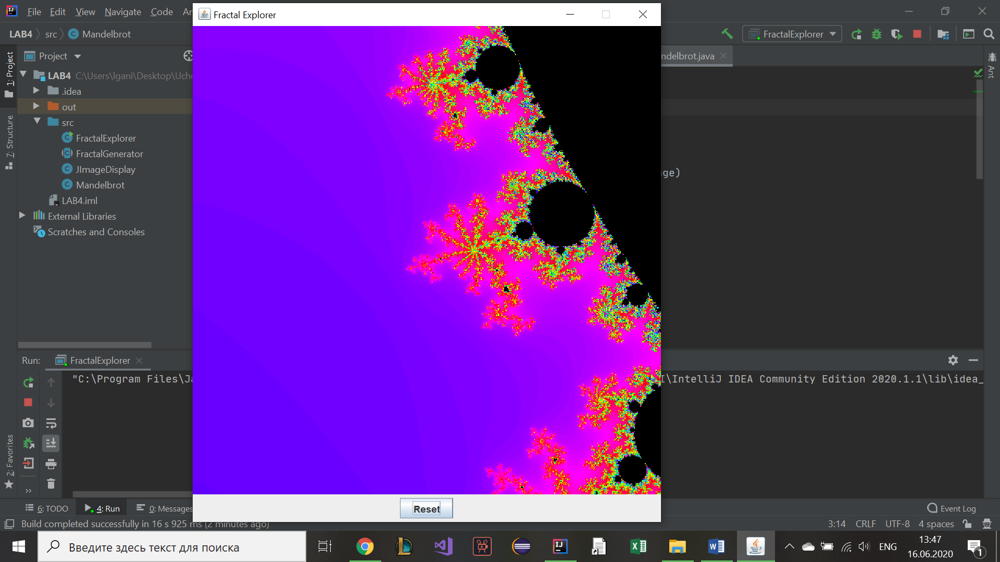 File Edit View Navigate Code
Fractal Explorer
LAB4 src Mandelbrot
FractalExplorer
Project
ndelbrot.java
1: Project
LAB4 C:\Users\lgani\Desktop\Uche
.idea
out
src
FractalExplorer
FractalGenerator
JImageDisplay
Mandelbrot
LAB4.iml
External Libraries
Scratches and Consoles
7: Structure
Ant
ge)
Run: FractalExplorer
"C:\Program Files\Ja
I\IntelliJ IDEA Community Edition 2020.1.1\lib\idea_
2: Favorites
Reset
6: TODO 4: Run 0: Messages
Event Log
Build completed successfully in 16 s 925 ms (2 minutes ago)
3:14 CRLF UTF-8 4 spaces
Введите здесь текст для поиска
ENG
13:47
16.06.2020
1